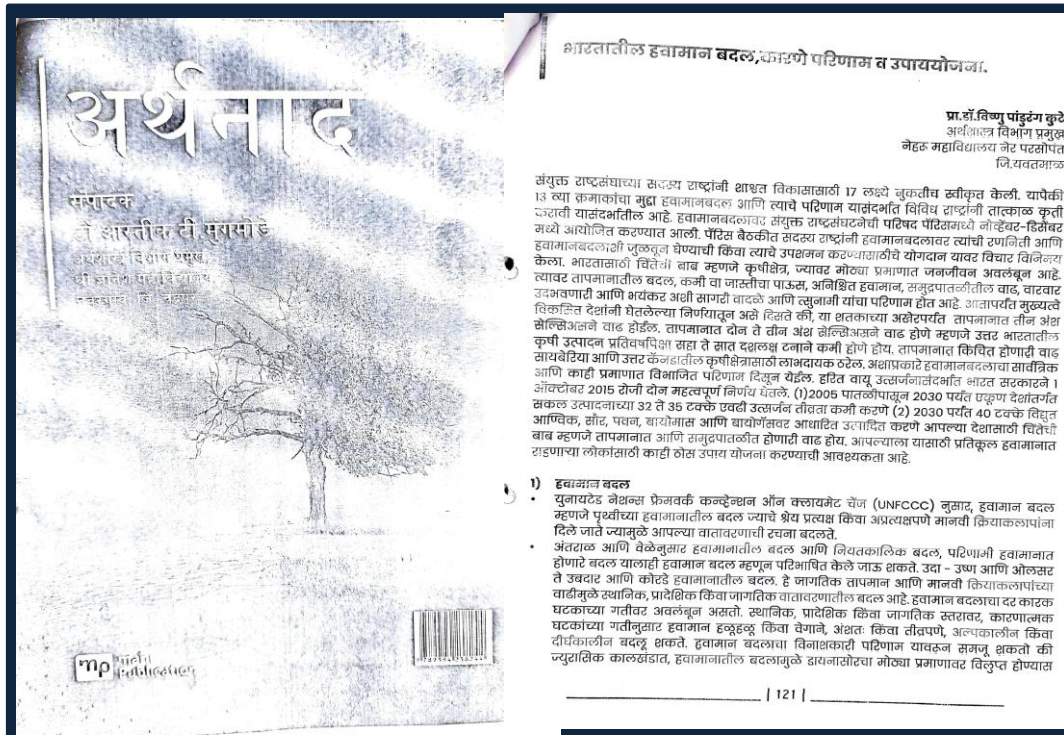 अर्थनाद
संपादक
आरतीक टी. मुंगमोडे
mp
Publication
भारतातील हवामान बदल,कारणे परिणाम व उपाययोजना.
प्रा.डॉ.विष्णु पांडुरंग कुटे
अर्थशास्त्र विभाग प्रमुख
नेहरू महाविद्यालय नेर परसोपंत
जि.यवतमाळ
संयुक्त राष्ट्रसंघाच्या सदस्य राष्ट्रांनी शाश्वत विकासासाठी 17 लक्ष्ये नुकतीच स्वीकृत केली. यापैकी
13 व्या क्रमाकांचा मुद्दा हवामानबदल आणि त्याचे परिणाम यासंदर्भात विविध राष्ट्रांनी तात्काळ कृती
करावी यासंदर्भातील आहे. हवामानबदलावर संयुक्त राष्ट्रसंघटनेची परिषद पॅरिसमध्ये नोव्हेंबर-डिसेंबर
मध्ये आयोजित करण्यात आली. पॅरिस बैठकीत सदस्य राष्ट्रांनी हवामानबदलावर त्यांची रणनिती आणि
हवामानबदलाशी जुळवून घेण्याची किंवा त्याचे उपशमन करण्यासाठीचे योगदान यावर विचार विनिमय
केला. भारतासाठी चिंतेची बाब म्हणजे कृषीक्षेत्र, ज्यावर मोठ्या प्रमाणात जनजीवन अवलंबून आहे.
त्यावर तापमानातील बदल, कमी वा जास्तीचा पाऊस, अनिश्चित हवामान, समुद्रपातळीतील वाढ, वारंवार
उदभवणारी आणि भयंकर अशी सागरी वादळे आणि त्सुनामी यांचा परिणाम होत आहे. आतापर्यंत मुख्यत्वे
विकसित देशांनी घेतलेल्या निर्णयातून असे दिसते की, या शतकाच्या अखेरपर्यंत तापनानात तीन अंश
सेल्सिअसने वाढ होईल. तापमानात दोन ते तीन अंश सेल्सिअसने वाढ होणे म्हणजे उत्तर भारतातील
कृषी उत्पादन प्रतिवर्षापेक्षा सहा ते सात दशलक्ष टनाने कमी होणे होय. तापमानात किंचित होणारी वाढ
सायबेरिया आणि उत्तर कॅनडातील कृषीक्षेत्रासाठी लाभदायक ठरेल. अशाप्रकारे हवामानबदलाचा सार्वत्रिक
आणि काही प्रमाणात विभाजित परिणाम दिसून येईल. हरित वायू उत्सर्जनासंदर्भात भारत सरकारने 1
ऑक्टोबर 2015 रोजी दोन महत्वपूर्ण निर्णय घेतले. (1)2005 पातळीपासून 2030 पर्यंत एकूण देशांतर्गत
सकल उत्पादनाच्या 32 ते 35 टक्के एवढी उत्सर्जन तीव्रता कमी करणे (2) 2030 पर्यंत 40 टक्के विद्युत
आण्विक, सौर, पवन, बायोमास आणि बायोगॅसवर आधारित उत्पादित करणे आपल्या देशासाठी चिंतेची
बाब म्हणजे तापमानात आणि समुद्रपातळीत होणारी वाढ होय. आपल्याला यासाठी प्रतिकूल हवामानात
राहणाऱ्या लोकांसाठी काही ठोस उपाय योजना करण्याची आवश्यकता आहे.
1) हवामान बदल
• युनायटेड नेशन्स फ्रेमवर्क कन्व्हेन्शन ऑन क्लायमेट चेंज (UNFCCC) नुसार, हवामान बदल
म्हणजे पृथ्वीच्या हवामानातील बदल ज्याचे श्रेय प्रत्यक्ष किंवा अप्रत्यक्षपणे मानवी क्रियाकलापांना
दिले जाते ज्यामुळे आपल्या वातावरणाची रचना बदलते.
• अंतराळ आणि वेळेनुसार हवामानातील बदल आणि नियतकालिक बदल, परिणामी हवामानात
होणारे बदल यालाही हवामान बदल म्हणून परिभाषित केले जाऊ शकते. उदा - उष्ण आणि ओलसर
ते उबदार आणि कोरडे हवामानातील बदल. हे जागतिक तापमान आणि मानवी क्रियाकलापांच्या
वाढीमुळे स्थानिक, प्रादेशिक किंवा जागतिक वातावरणातील बदल आहे. हवामान बदलाचा दर कारक
घटकाच्या गतीवर अवलंबून असतो. स्थानिक, प्रादेशिक किंवा जागतिक स्तरावर, कारणात्मक
घटकांच्या गतीनुसार हवामान हळूहळू किंवा वेगाने, अंशतः किंवा तीव्रपणे, अल्पकालीन किंवा
दीर्घकालीन बदलू शकते. हवामान बदलाचा विनाशकारी परिणाम यावरून समजू शकतो की
ज्युरासिक कालखंडात, हवामानातील बदलामुळे डायनासोरचा मोठ्या प्रमाणावर विलुप्त होण्यास
| 121 |